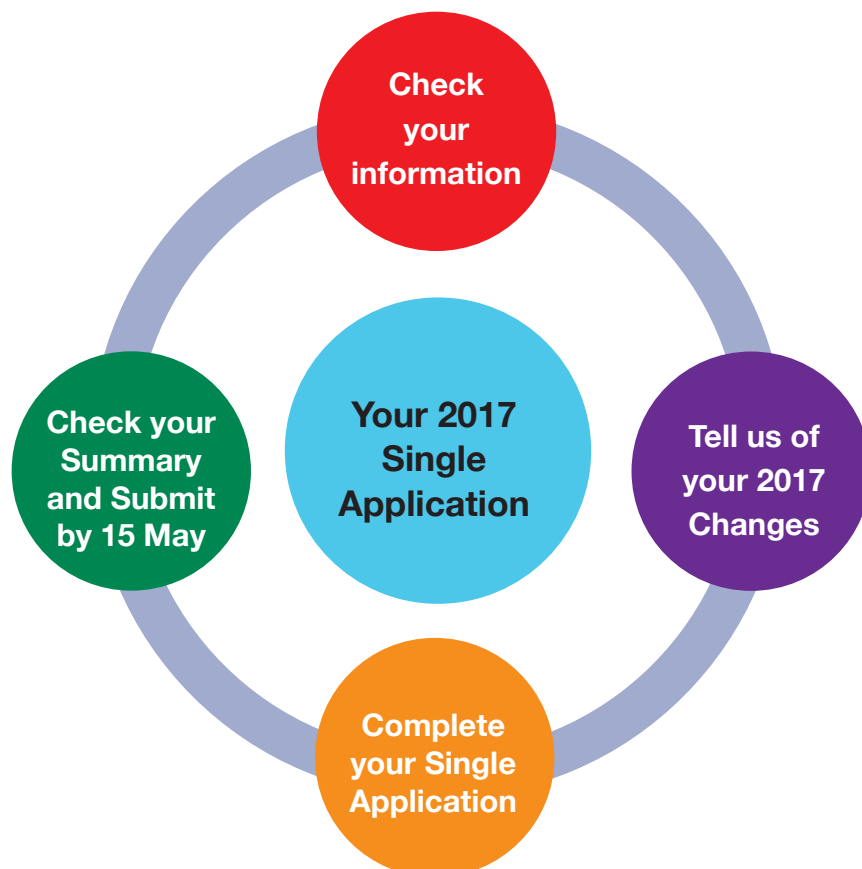 Check
your
information
Tell us of
your 2017
Changes
Complete
your Single
Application
Check your
Summary
and Submit
by 15 May
Your 2017
Single
Application